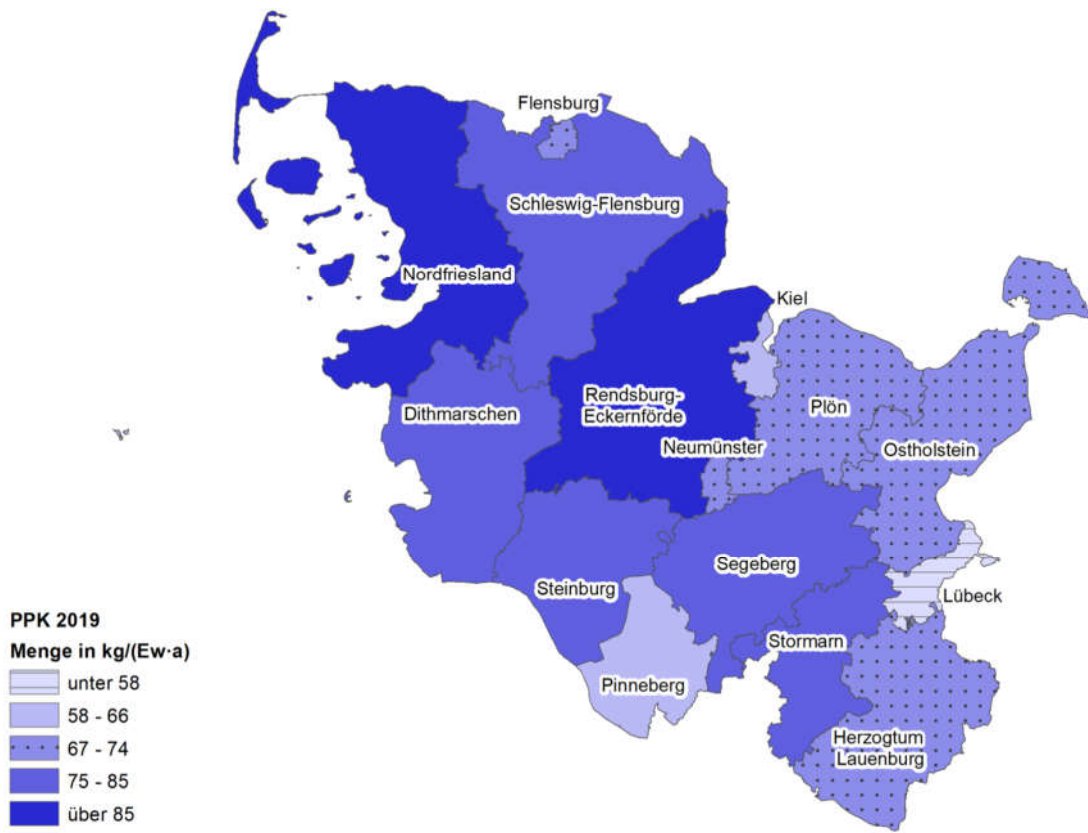 Flensburg
Schleswig-Flensburg
Nordfriesland
Kiel
Rendsburg-
Eckernförde
Dithmarschen
Plön
Neumünster
Ostholstein
Segeberg
Steinburg
Lübeck
Stormarn
Pinneberg
Herzogtum
Lauenburg
PPK 2019
Menge in kg/(Ew·a)
unter 58
58 - 66
67 - 74
75 - 85
über 85